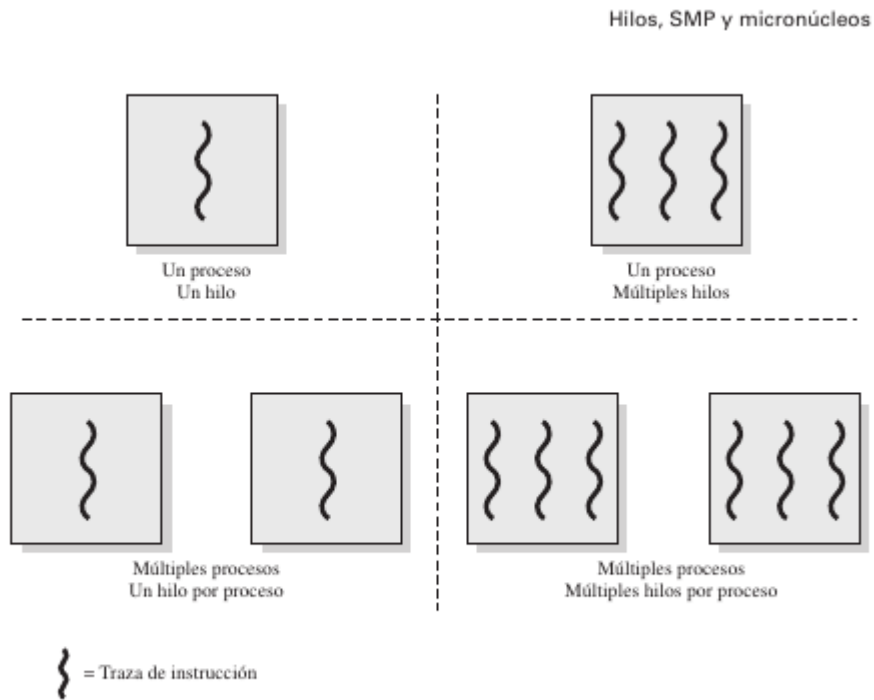 Hilos, SMP y micronúcleos
Un proceso
Un hilo
Un proceso
Múltiples hilos
Múltiples procesos
Un hilo por proceso
Múltiples procesos
Múltiples hilos por proceso
= Traza de instrucción